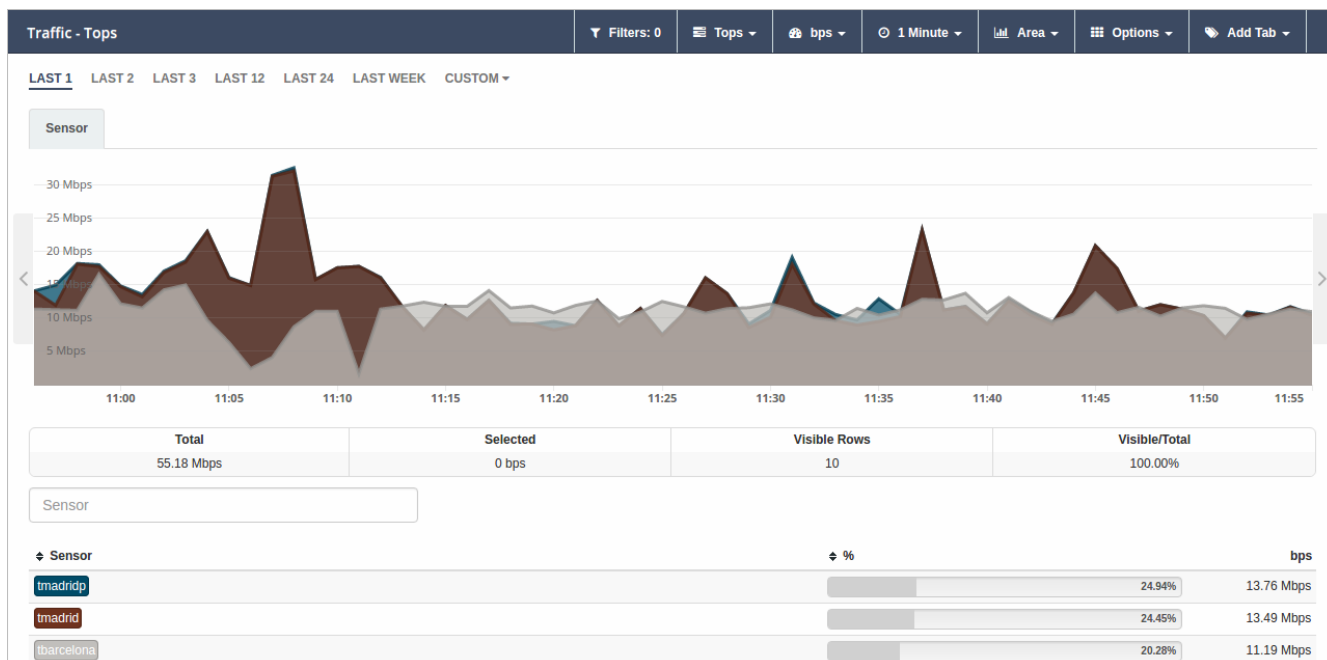 Traffic - Tops Filters: 0 Tops bps 1 Minute Area Options Add Tab
LAST 1 LAST 2 LAST 3 LAST 12 LAST 24 LAST WEEK CUSTOM
Sensor
30 Mbps
25 Mbps
20 Mbps
15 Mbps
10 Mbps
5 Mbps
11:00 11:05 11:10 11:15 11:20 11:25 11:30 11:35 11:40 11:45 11:50 11:55
Total Selected Visible Rows Visible/Total
55.18 Mbps 0 bps 10 100.00%
Sensor
Sensor % bps
tmadridp 24.94% 13.76 Mbps
tmadrid 24.45% 13.49 Mbps
tbarcelona 20.28% 11.19 Mbps